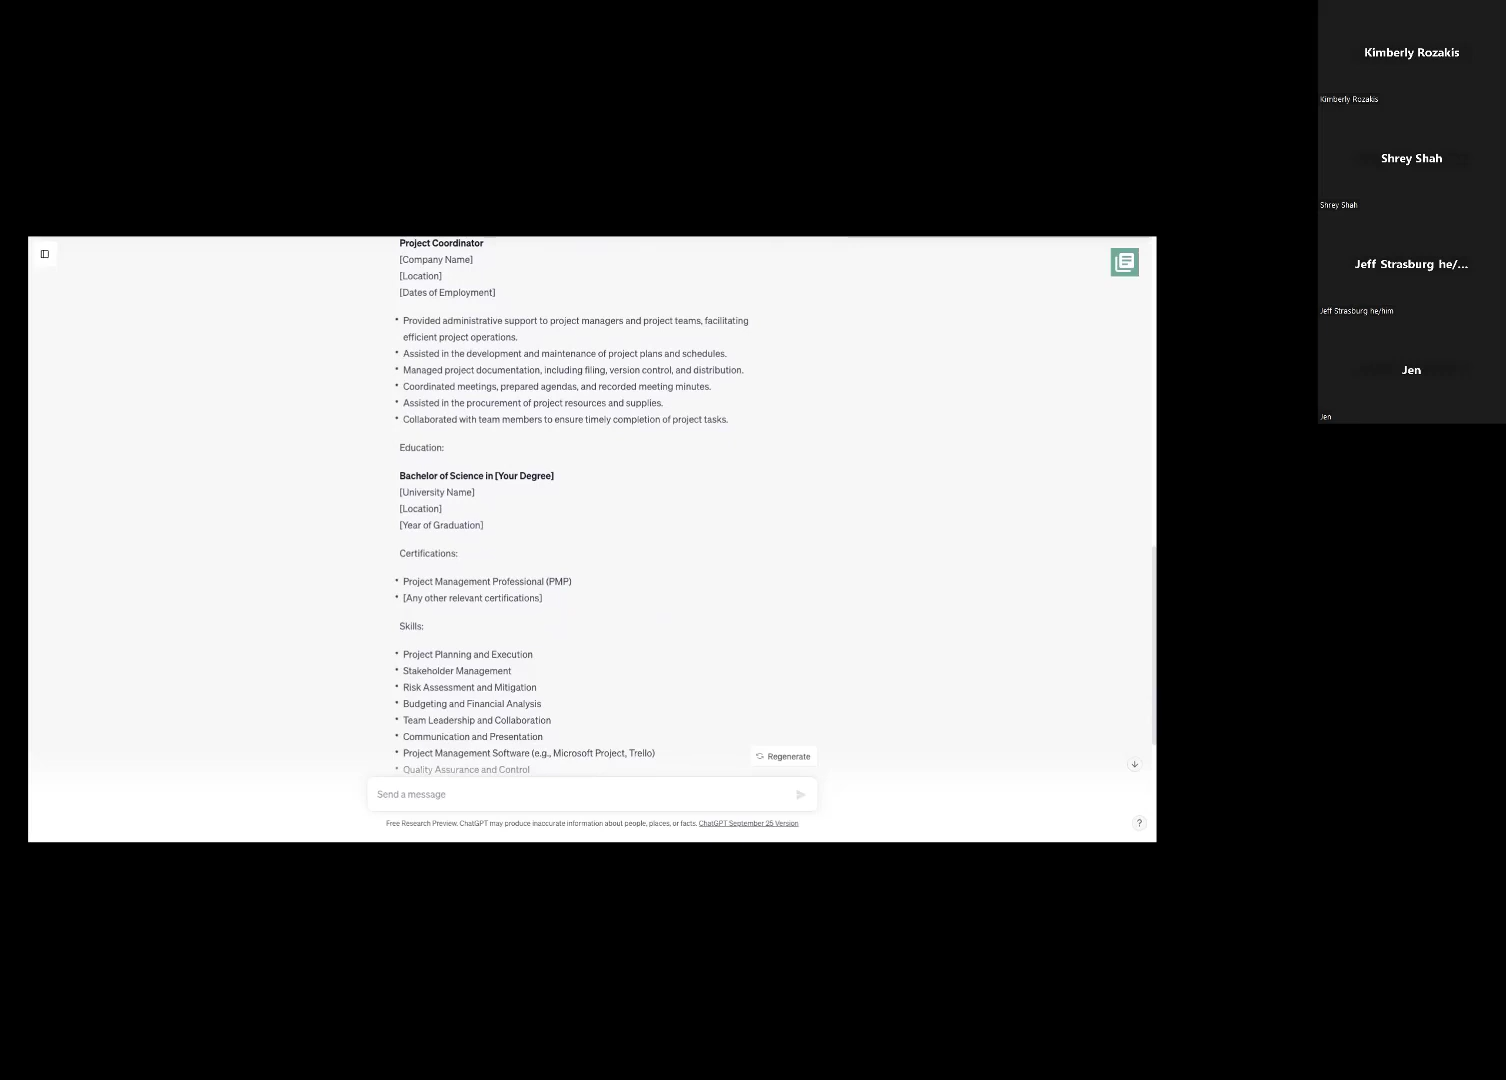 Kimberly Rozakis
Kimberly Rozakis
Shrey Shah
Shrey Shah
Jeff Strasburg he/...
Jeff Strasburg he/him
Jen
Jen
Project Coordinator
[Company Name]
[Location]
[Dates of Employment]
• Provided administrative support to project managers and project teams, facilitating
efficient project operations.
• Assisted in the development and maintenance of project plans and schedules.
• Managed project documentation, including filing, version control, and distribution.
• Coordinated meetings, prepared agendas, and recorded meeting minutes.
• Assisted in the procurement of project resources and supplies.
• Collaborated with team members to ensure timely completion of project tasks.
Education:
Bachelor of Science in [Your Degree]
[University Name]
[Location]
[Year of Graduation]
Certifications:
• Project Management Professional (PMP)
• [Any other relevant certifications]
Skills:
• Project Planning and Execution
• Stakeholder Management
• Risk Assessment and Mitigation
• Budgeting and Financial Analysis
• Team Leadership and Collaboration
• Communication and Presentation
• Project Management Software (e.g., Microsoft Project, Trello)
Regenerate
• Quality Assurance and Control
Send a message
Free Research Preview. ChatGPT may produce inaccurate information about people, places, or facts. ChatGPT September 25 Version
?